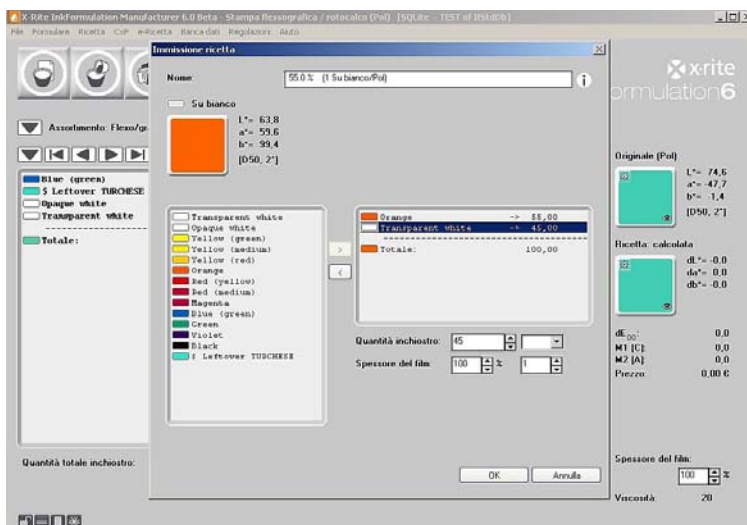 X-Rite InkFormulation Manufacturer 6.0 Beta - Stampa flessografica / rotocalco (Pol) [SQLite - TEST of IfStdDb]
File Formulare Ricetta CxF e-Ricetta Banca dati Regolazioni Aiuto
x-rite
ormulation6
Assortimento: Flexo/gr
Blue (green)
$ Leftover TURCHESE
Opaque white
Transparent white
Totale:
Quantità totale inchiostro:
Immissione ricetta
Nome:
55.0 % (1 Su bianco/Pol)
Su bianco
L*= 63,8
a*= 59,6
b*= 99,4
[D50, 2°]
Transparent white
Opaque white
Yellow (green)
Yellow (medium)
Yellow (red)
Orange
Red (yellow)
Red (medium)
Magenta
Blue (green)
Green
Violet
Black
$ Leftover TURCHESE
>
<
Orange -> 55,00
Transparent white -> 45,00
Totale: 100,00
Quantità inchiostro: 45
Spessore del film: 100 % 1
OK Annulla
Originale (Pol)
L*= 74,6
a*= -47,7
b*= -1,4
[D50, 2°]
Ricetta calcolata
dL*= -0,0
da*= 0,0
db*= -0,0
dE00: 0,0
M1 [C]: 0,0
M2 [A]: 0,0
Prezzo: 0,00 €
Spessore del film:
100 %
Viscosità: 20